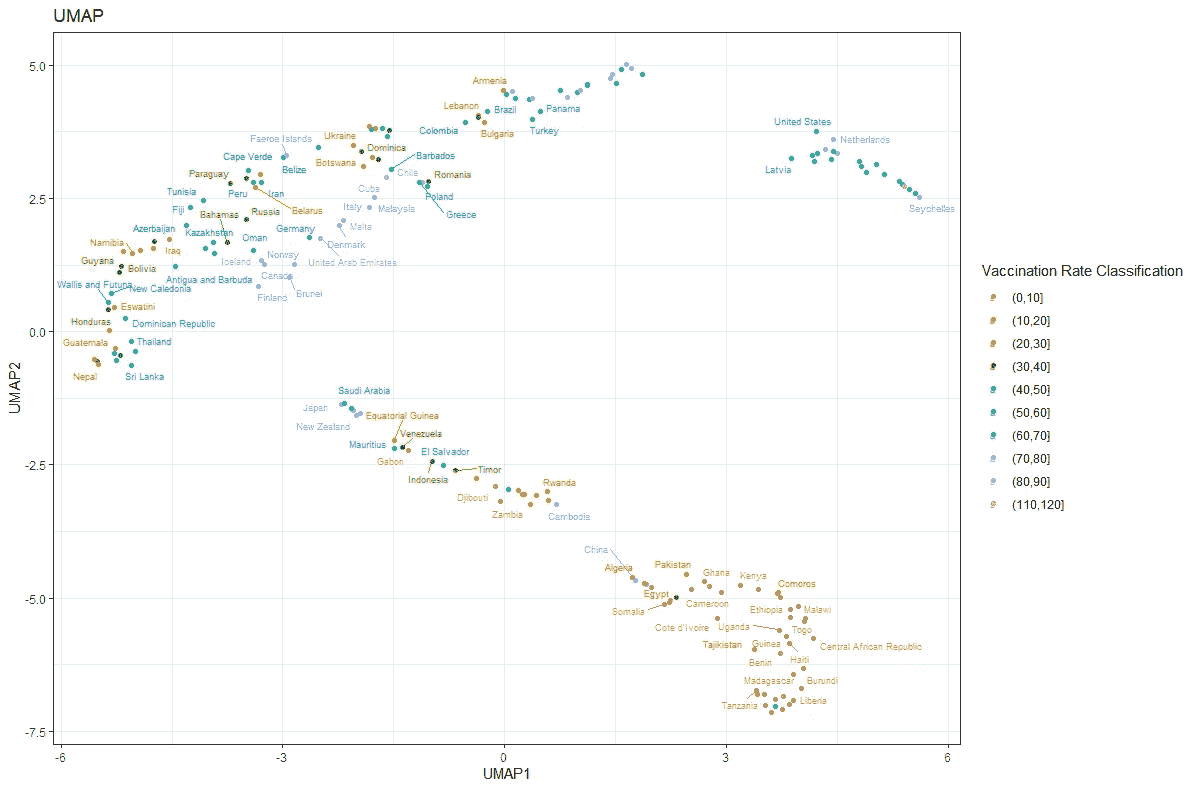 UMAP
5.0
2.5
0.0
-2.5
-5.0
-7.5
UMAP2
-6
-3
0
3
6
UMAP1
Armenia
Lebanon
Brazil
Panama
Colombia
Bulgaria
Turkey
United States
Netherlands
Latvia
Seychelles
Faeroe Islands
Ukraine
Dominica
Cape Verde
Belize
Botswana
Barbados
Paraguay
Chile
Romania
Tunisia
Peru
Iran
Cuba
Poland
Fiji
Bahamas
Russia
Belarus
Italy
Malaysia
Greece
Azerbaijan
Kazakhstan
Oman
Germany
Malta
Namibia
Iraq
Denmark
Guyana
Bolivia
Iceland
Norway
United Arab Emirates
Wallis and Futuna
New Caledonia
Antigua and Barbuda
Canada
Finland
Brunei
Eswatini
Honduras
Dominican Republic
Guatemala
Thailand
Nepal
Sri Lanka
Saudi Arabia
Japan
Equatorial Guinea
New Zealand
Venezuela
Mauritius
El Salvador
Gabon
Timor
Indonesia
Rwanda
Djibouti
Zambia
Cambodia
China
Algeria
Pakistan
Ghana
Kenya
Comoros
Egypt
Somalia
Cameroon
Ethiopia
Malawi
Cote d'Ivoire
Uganda
Togo
Tajikistan
Guinea
Central African Republic
Benin
Haiti
Madagascar
Burundi
Tanzania
Liberia
Vaccination Rate Classification
(0,10]
(10,20]
(20,30]
(30,40]
(40,50]
(50,60]
(60,70]
(70,80]
(80,90]
(110,120]